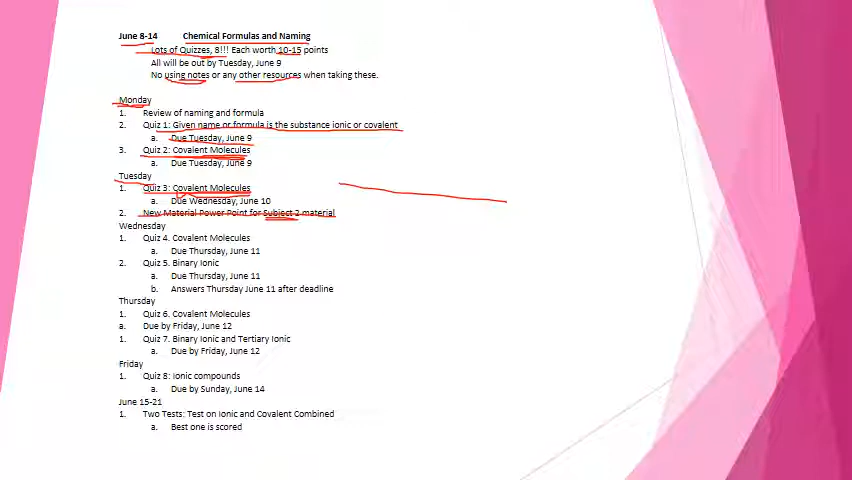 June 8-14 Chemical Formulas and Naming
Lots of Quizzes, 8!!! Each worth 10-15 points
All will be out by Tuesday, June 9
No using notes or any other resources when taking these.
Monday
1. Review of naming and formula
2. Quiz 1: Given name or formula is the substance ionic or covalent
a. Due Tuesday, June 9
3. Quiz 2: Covalent Molecules
a. Due Tuesday, June 9
Tuesday
1. Quiz 3: Covalent Molecules
a. Due Wednesday, June 10
2. New Material Power Point for Subject 2 material
Wednesday
1. Quiz 4. Covalent Molecules
a. Due Thursday, June 11
2. Quiz 5. Binary Ionic
a. Due Thursday, June 11
b. Answers Thursday June 11 after deadline
Thursday
1. Quiz 6. Covalent Molecules
a. Due by Friday, June 12
1. Quiz 7. Binary Ionic and Tertiary Ionic
a. Due by Friday, June 12
Friday
1. Quiz 8: Ionic compounds
a. Due by Sunday, June 14
June 15-21
1. Two Tests: Test on Ionic and Covalent Combined
a. Best one is scored